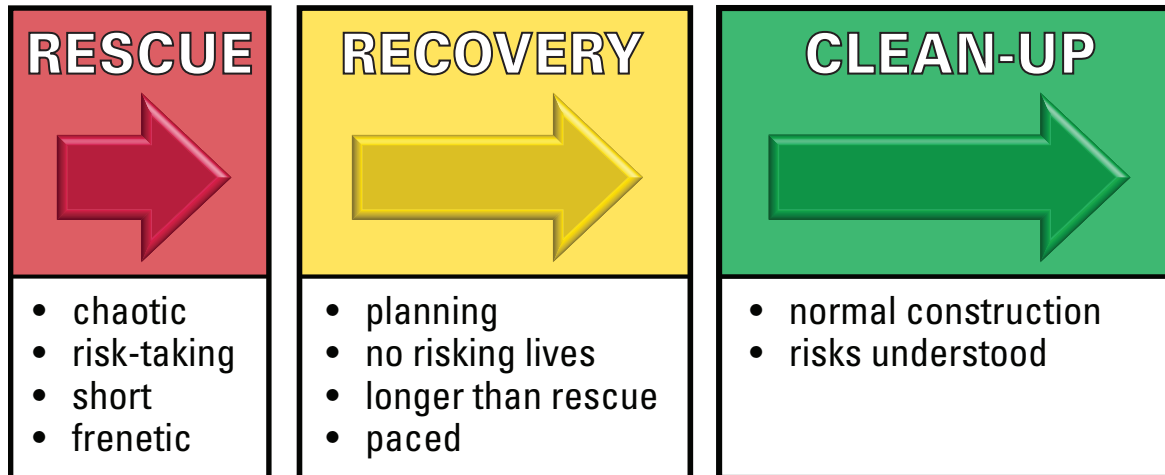 RESCUE
• chaotic
• risk-taking
• short
• frenetic
RECOVERY
• planning
• no risking lives
• longer than rescue
• paced
CLEAN-UP
• normal construction
• risks understood